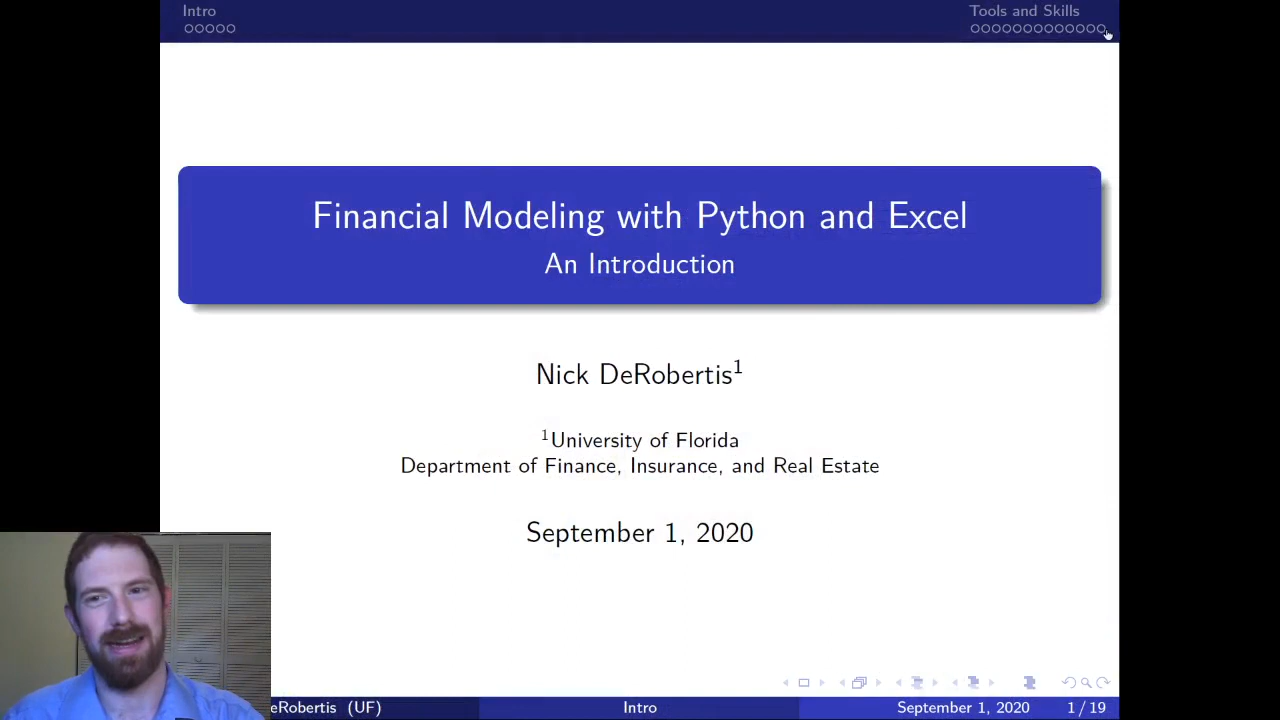 Intro
Tools and Skills
Financial Modeling with Python and Excel
An Introduction
Nick DeRobertis¹
¹University of Florida
Department of Finance, Insurance, and Real Estate
September 1, 2020
eRobertis (UF)
Intro
September 1, 2020
1 / 19